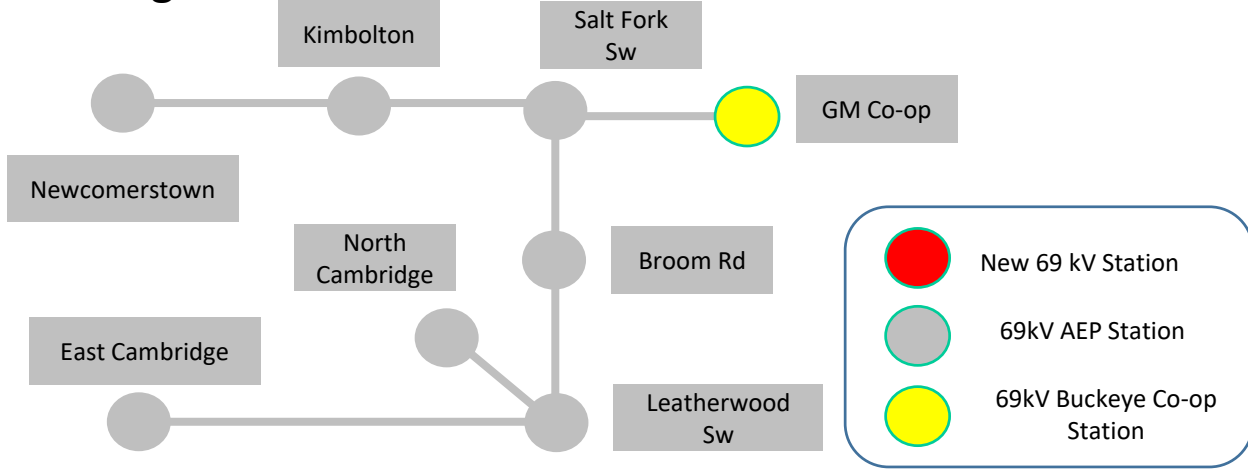 Kimbolton
Salt Fork
Sw
GM Co-op
Newcomerstown
North
Cambridge
Broom Rd
East Cambridge
Leatherwood
Sw
New 69 kV Station
69kV AEP Station
69kV Buckeye Co-op
Station